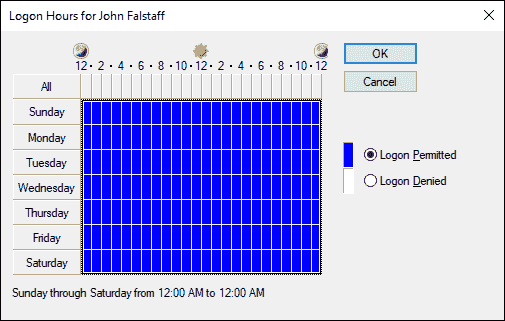 Logon Hours for John Falstaff
OK
12 · 2 · 4 · 6 · 8 · 10 · 12 · 2 · 4 · 6 · 8 · 10 · 12
Cancel
All
Sunday
Monday
Tuesday
Wednesday
Thursday
Friday
Saturday
Logon Permitted
Logon Denied
Sunday through Saturday from 12:00 AM to 12:00 AM